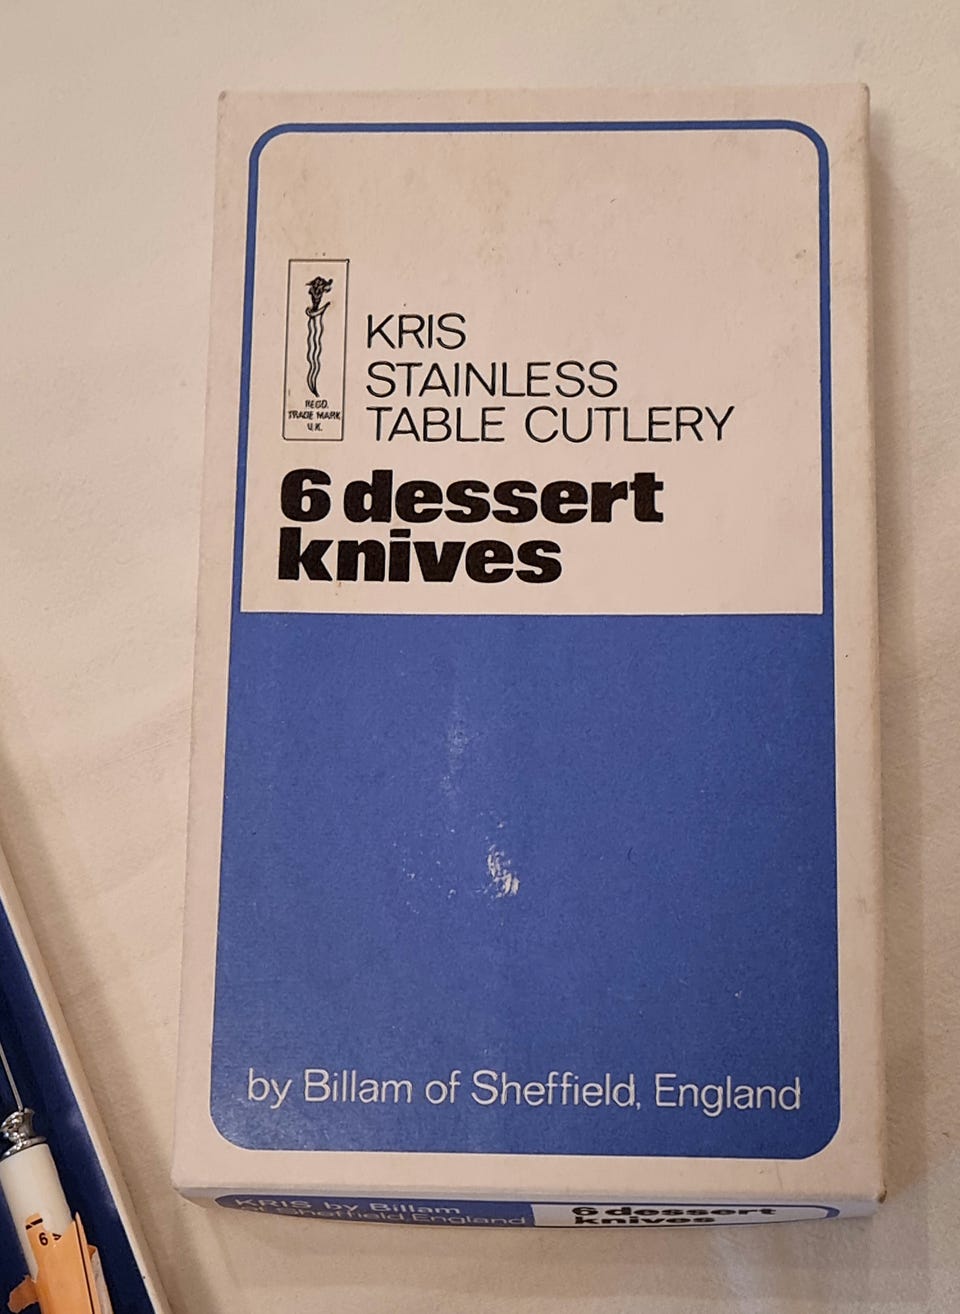 REGD.
TRADE MARK
U.K.
KRIS
STAINLESS
TABLE CUTLERY
6 dessert
knives
by Billam of Sheffield, England
KRIS by Billam
of Sheffield England
6 dessert
knives
6